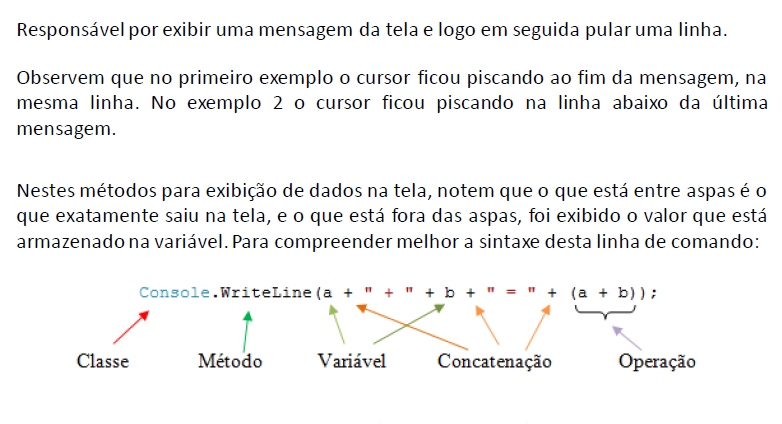 Responsável por exibir uma mensagem da tela e logo em seguida pular uma linha.
Observem que no primeiro exemplo o cursor ficou piscando ao fim da mensagem, na
mesma linha. No exemplo 2 o cursor ficou piscando na linha abaixo da última
mensagem.
Nestes métodos para exibição de dados na tela, notem que o que está entre aspas é o
que exatamente saiu na tela, e o que está fora das aspas, foi exibido o valor que está
armazenado na variável. Para compreender melhor a sintaxe desta linha de comando:
Console.WriteLine(a + " + " + b + " = " + (a + b));
Classe Método Variável Concatenação Operação